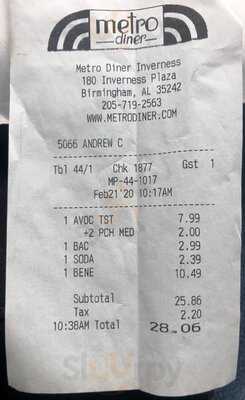 metro
diner
Metro Diner Inverness
180 Inverness Plaza
Birmingham, AL 35242
205-719-2563
WWW.METRODINER.COM
5066 ANDREW C
Tbl 44/1 Chk 1877 Gst 1
MP-44-1017
Feb21'20 10:17AM
1 AVOC TST 7.99
+2 PCH MED 2.00
1 BAC 2.99
1 SODA 2.39
1 BENE 10.49
Subtotal 25.86
Tax 2.20
10:38AM Total 28.06
Sluurpy